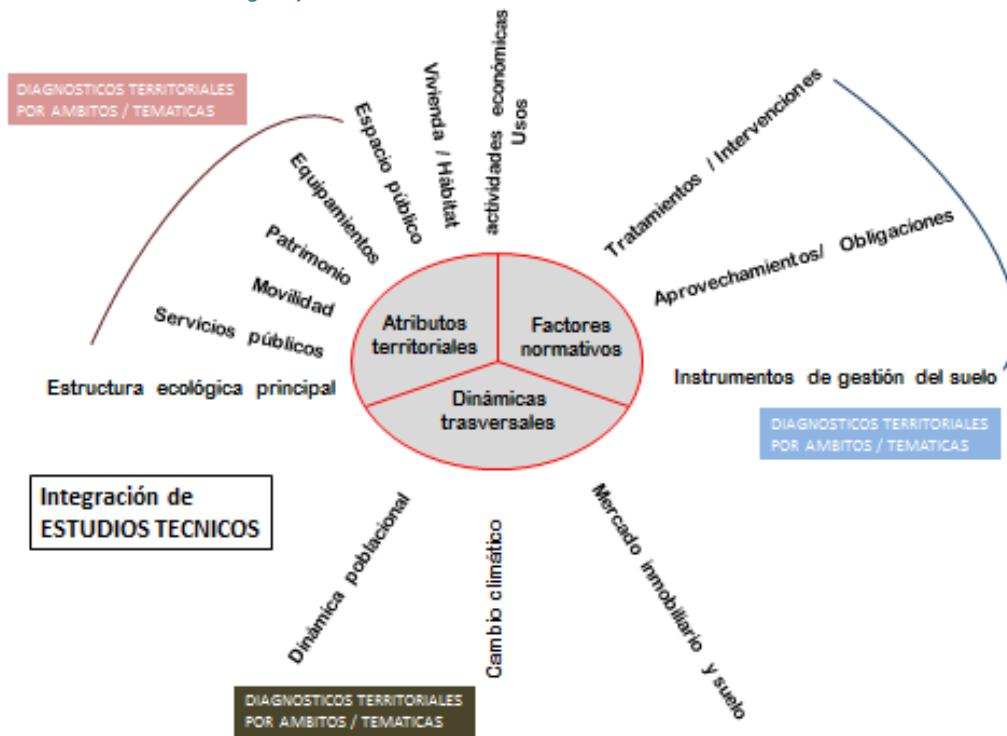 DIAGNOSTICOS TERRITORIALES
POR AMBITOS / TEMATICAS
Estructura ecológica principal
Servicios públicos
Movilidad
Patrimonio
Equipamientos
Espacio público
Vivienda / Hábitat
actividades económicas
Usos
Tratamientos / Intervenciones
Aprovechamientos/ Obligaciones
Instrumentos de gestión del suelo
DIAGNOSTICOS TERRITORIALES
POR AMBITOS / TEMATICAS
Atributos
territoriales
Factores
normativos
Dinámicas
trasversales
Integración de
ESTUDIOS TECNICOS
Dinámica poblacional
Cambio climático
Mercado inmobiliario y suelo
DIAGNOSTICOS TERRITORIALES
POR AMBITOS / TEMATICAS